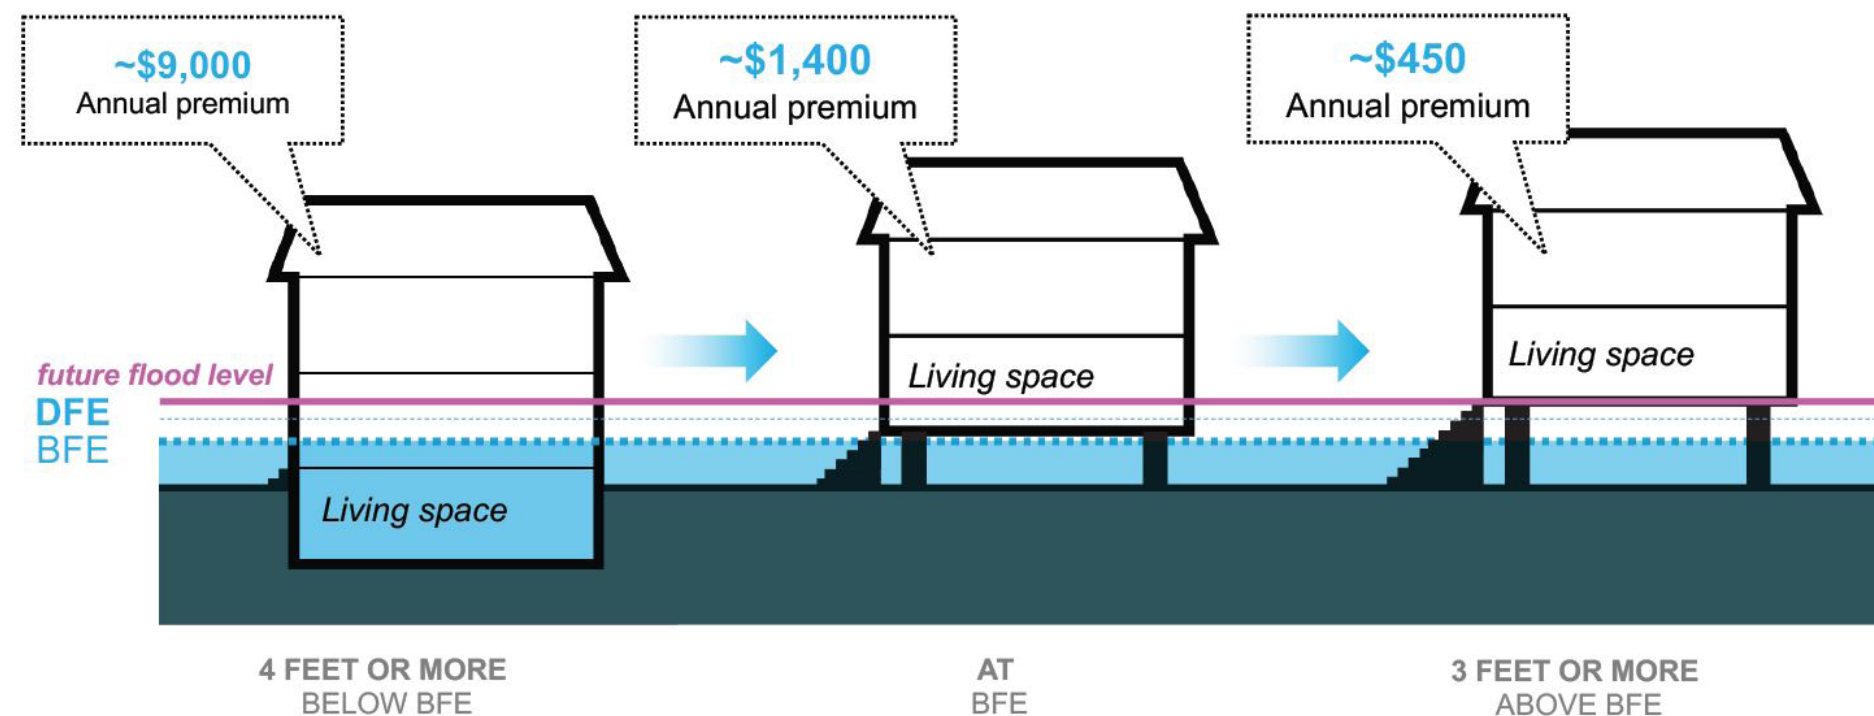 ~$9,000
Annual premium
~$1,400
Annual premium
~$450
Annual premium
future flood level
DFE
BFE
Living space
Living space
Living space
4 FEET OR MORE
BELOW BFE
AT
BFE
3 FEET OR MORE
ABOVE BFE